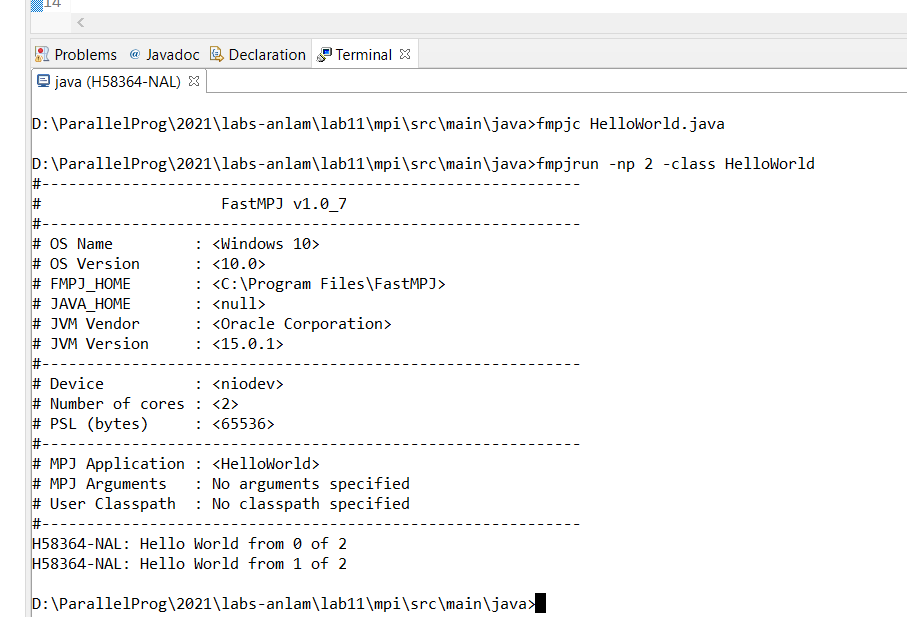 14
<
Problems @ Javadoc Declaration Terminal
java (H58364-NAL)
D:\ParallelProg\2021\labs-anlam\lab11\mpi\src\main\java>fmpjc HelloWorld.java
D:\ParallelProg\2021\labs-anlam\lab11\mpi\src\main\java>fmpjrun -np 2 -class HelloWorld
#------------------------------------------------------------
#                    FastMPJ v1.0_7
#------------------------------------------------------------
# OS Name         : <Windows 10>
# OS Version      : <10.0>
# FMPJ_HOME       : <C:\Program Files\FastMPJ>
# JAVA_HOME       : <null>
# JVM Vendor      : <Oracle Corporation>
# JVM Version     : <15.0.1>
#------------------------------------------------------------
# Device          : <niodev>
# Number of cores : <2>
# PSL (bytes)     : <65536>
#------------------------------------------------------------
# MPJ Application : <HelloWorld>
# MPJ Arguments   : No arguments specified
# User Classpath  : No classpath specified
#------------------------------------------------------------
H58364-NAL: Hello World from 0 of 2
H58364-NAL: Hello World from 1 of 2
D:\ParallelProg\2021\labs-anlam\lab11\mpi\src\main\java>